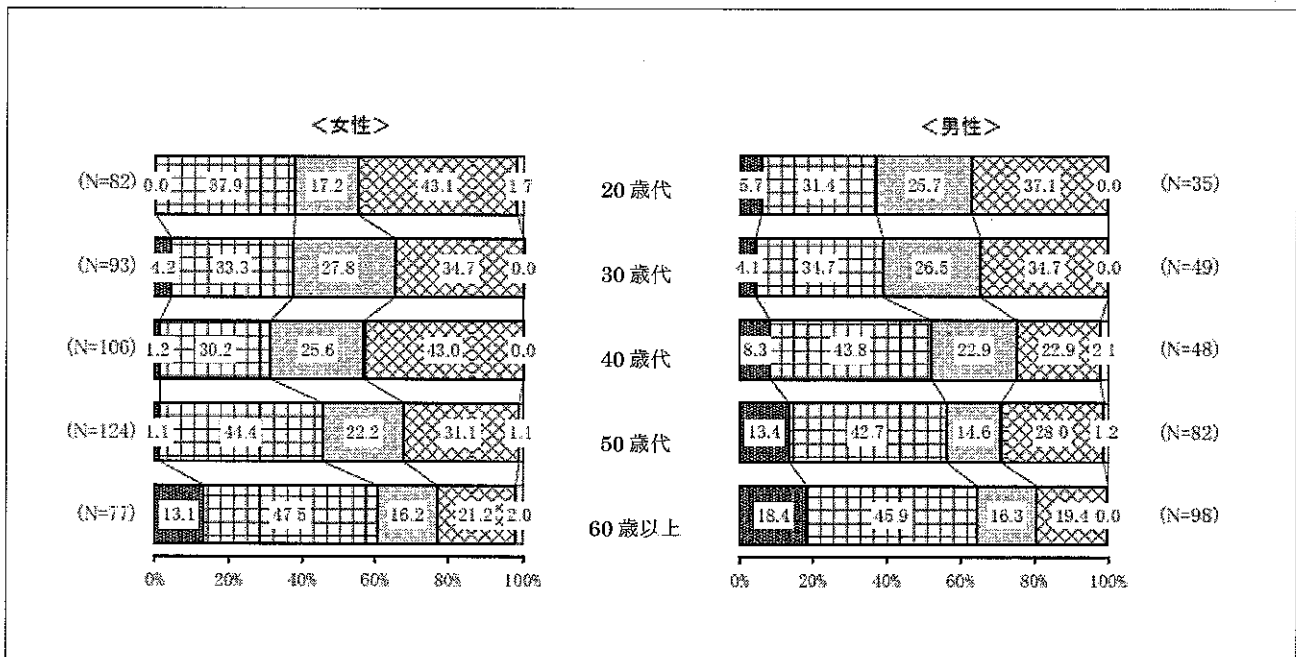 <女性>
<男性>
(N=82) 0.0 37.9 17.2 43.1 1.7 20歳代 5.7 31.4 25.7 37.1 0.0 (N=35)
(N=93) 4.2 33.3 27.8 34.7 0.0 30歳代 4.1 34.7 26.5 34.7 0.0 (N=49)
(N=106) 1.2 30.2 25.6 43.0 0.0 40歳代 8.3 43.8 22.9 22.9 2.1 (N=48)
(N=124) 1.1 44.4 22.2 31.1 1.1 50歳代 13.4 42.7 14.6 28.0 1.2 (N=82)
(N=77) 13.1 47.5 16.2 21.2 2.0 60歳以上 18.4 45.9 16.3 19.4 0.0 (N=98)
0% 20% 40% 60% 80% 100%
0% 20% 40% 60% 80% 100%